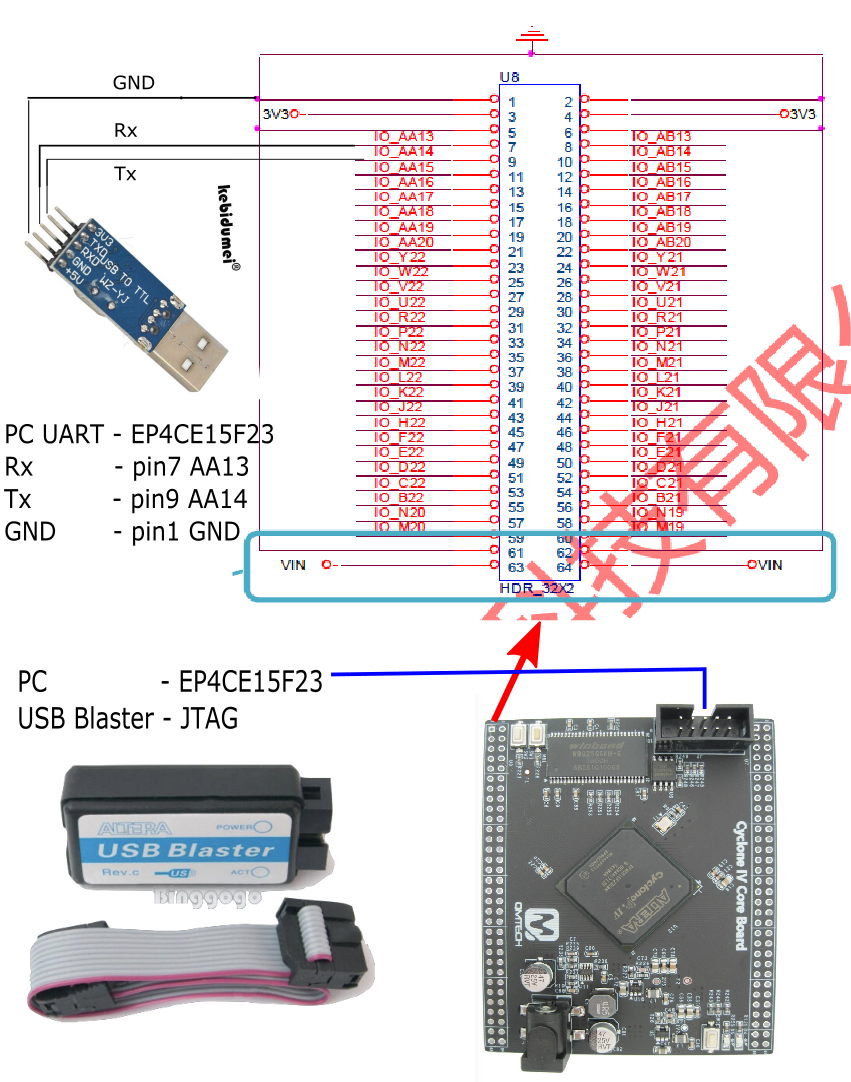 U8
GND
3V3
1 2
3V3
3 4
Rx
5 6
IO_AA13 7 8 IO_AB13
IO_AA14 9 10 IO_AB14
Tx
IO_AA15 11 12 IO_AB15
IO_AA16 13 14 IO_AB16
IO_AA17 15 16 IO_AB17
IO_AA18 17 18 IO_AB18
IO_AA19 19 20 IO_AB19
IO_AA20 21 22 IO_AB20
IO_Y22 23 24 IO_Y21
IO_W22 25 26 IO_W21
IO_V22 27 28 IO_V21
IO_U22 29 30 IO_U21
IO_R22 31 32 IO_R21
IO_P22 33 34 IO_P21
IO_N22 35 36 IO_N21
IO_M22 37 38 IO_M21
IO_L22 39 40 IO_L21
IO_K22 41 42 IO_K21
IO_J22 43 44 IO_J21
IO_H22 45 46 IO_H21
IO_F22 47 48 IO_F21
IO_E22 49 50 IO_E21
IO_D22 51 52 IO_D21
IO_C22 53 54 IO_C21
IO_B22 55 56 IO_B21
IO_N20 57 58 IO_N19
IO_M20 59 60 IO_M19
61 62
VIN 63 64 VIN
HDR_32X2
kebidumei®
3V3
TXD
RXD
GND
+5V
USB TO TTL
WZ-YJ
PC UART - EP4CE15F23
Rx - pin7 AA13
Tx - pin9 AA14
GND - pin1 GND
科技有限
PC - EP4CE15F23
USB Blaster - JTAG
ALTERA
POWER
USB Blaster
Rev.c
USB
ACT
Bruggogo
Cyclone IV Core Board
Cyclone IV
ALTERA
QMTECH